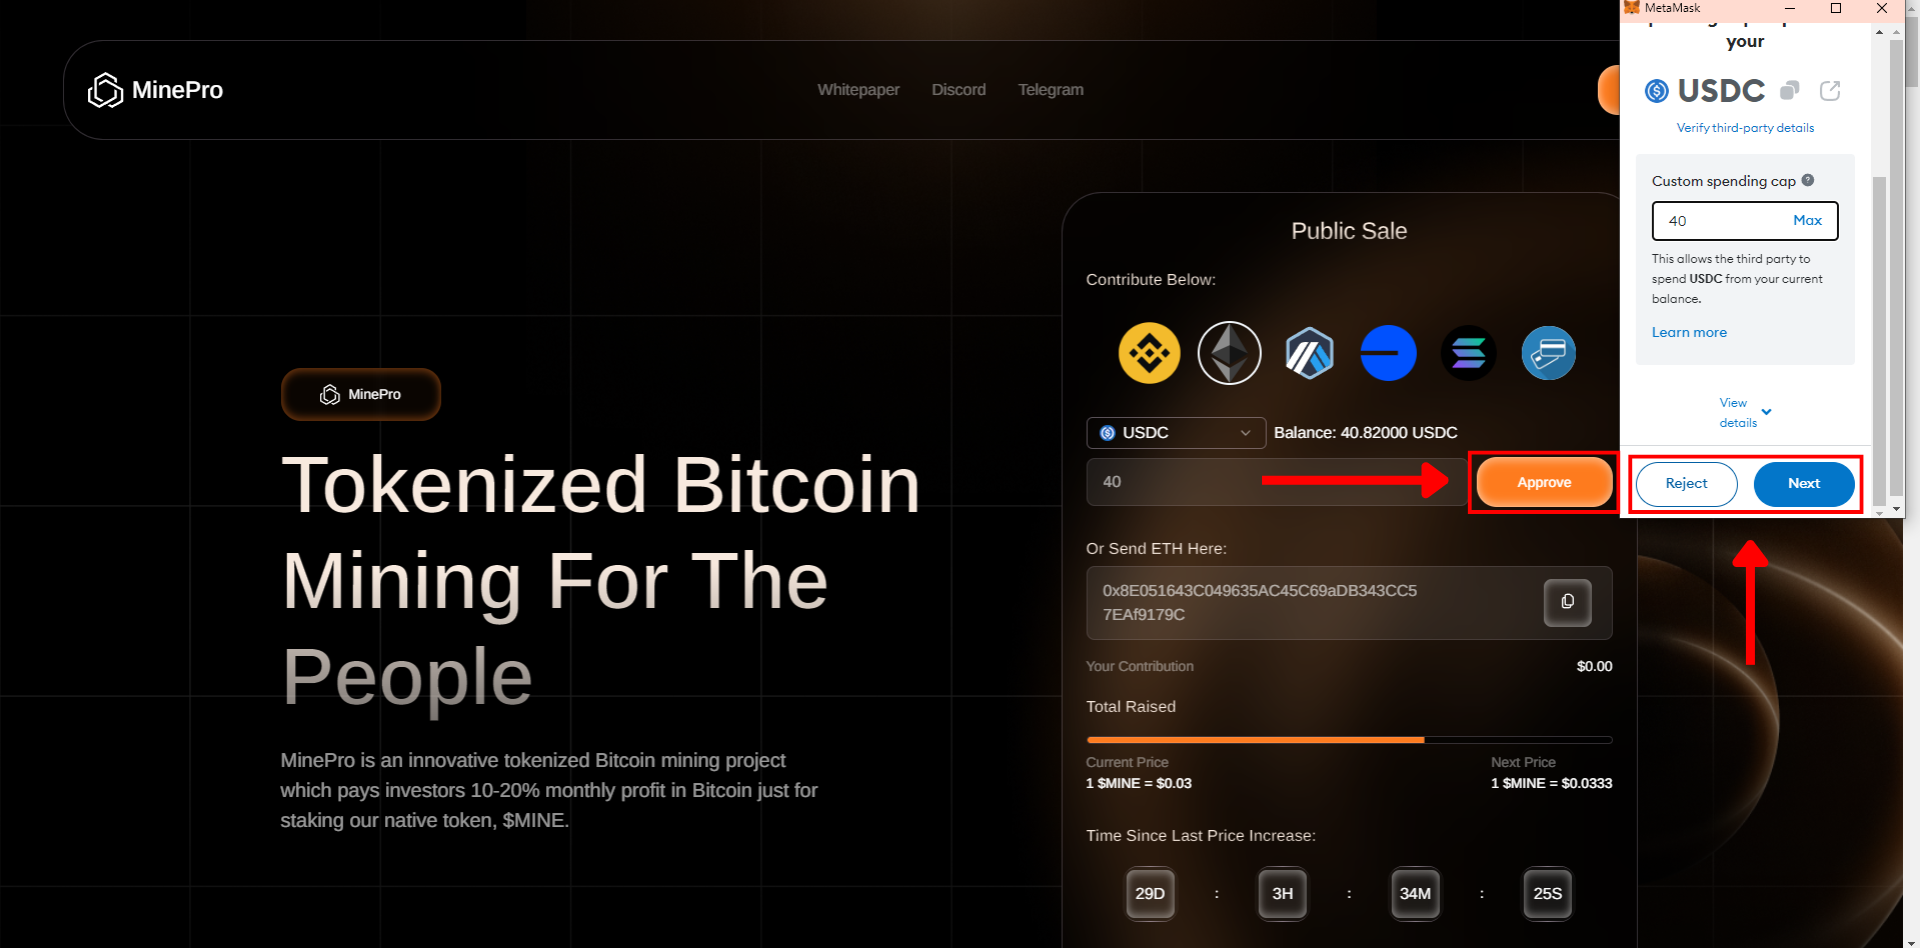 MinePro
Whitepaper
Discord
Telegram
Public Sale
Contribute Below:
USDC
Balance: 40.82000 USDC
40
Approve
Or Send ETH Here:
0x8E051643C049635AC45C69aDB343CC5
7EAf9179C
Your Contribution
$0.00
Total Raised
Current Price
1 $MINE = $0.03
Next Price
1 $MINE = $0.0333
Time Since Last Price Increase:
29D : 3H : 34M : 25S
MinePro
Tokenized Bitcoin
Mining For The
People
MinePro is an innovative tokenized Bitcoin mining project
which pays investors 10-20% monthly profit in Bitcoin just for
staking our native token, $MINE.
MetaMask
your
USDC
Verify third-party details
Custom spending cap
40
Max
This allows the third party to
spend USDC from your current
balance.
Learn more
View
details
Reject
Next